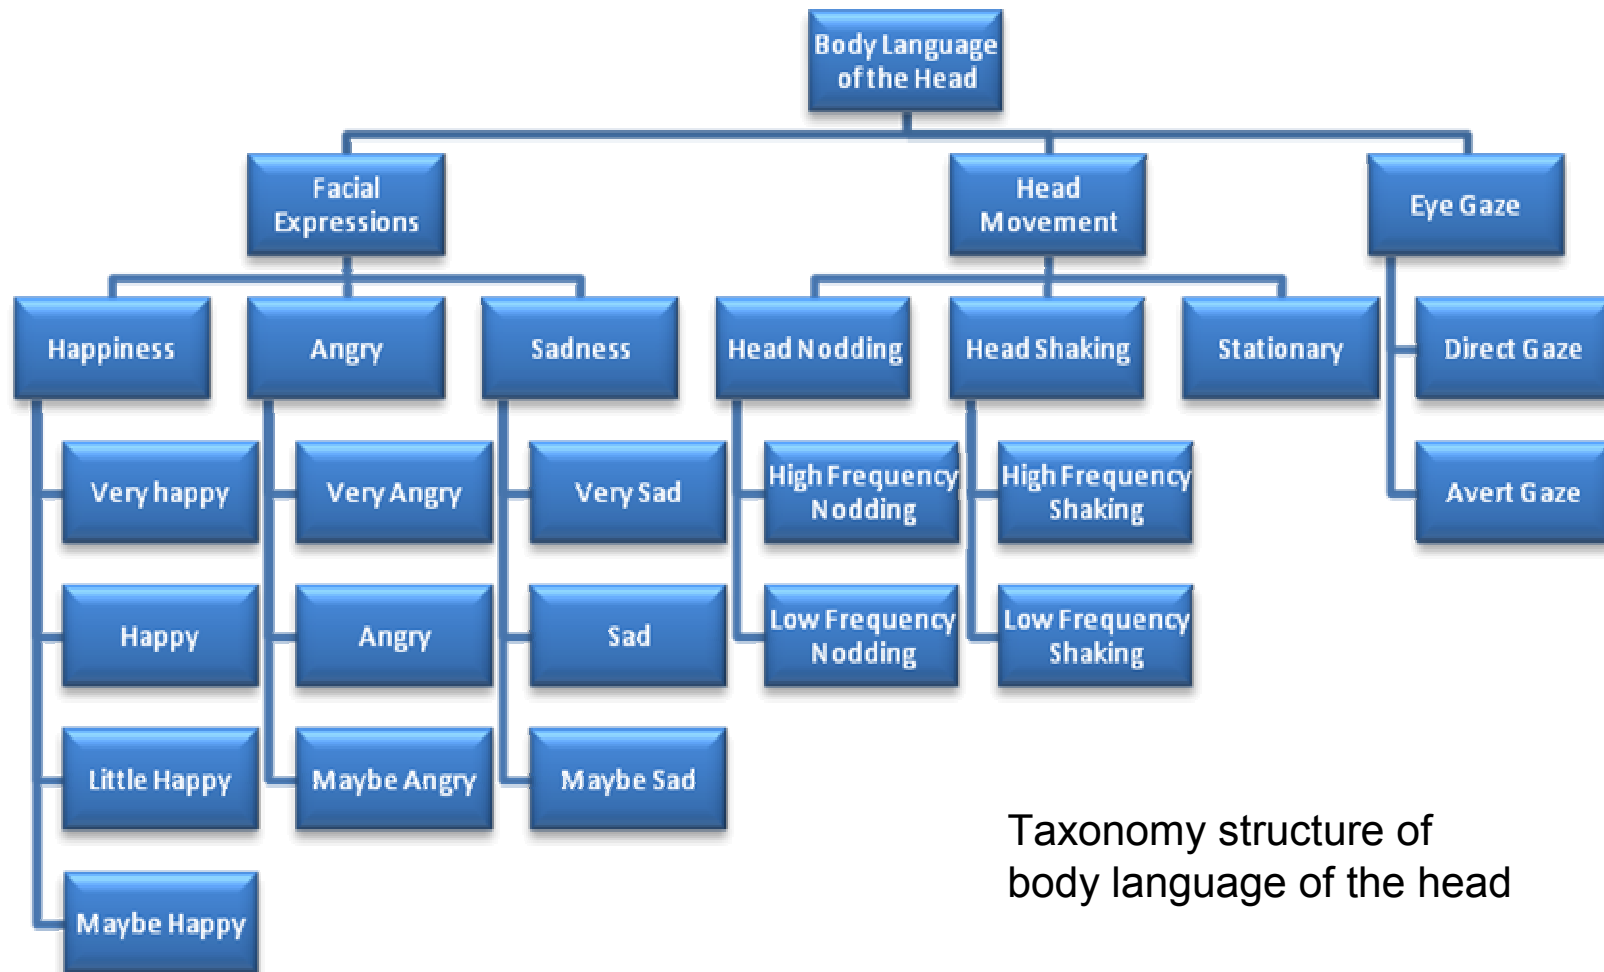 Body Language
of the Head
Facial
Expressions
Head
Movement
Eye Gaze
Happiness
Angry
Sadness
Head Nodding
Head Shaking
Stationary
Direct Gaze
Very happy
Very Angry
Very Sad
High Frequency
Nodding
High Frequency
Shaking
Avert Gaze
Happy
Angry
Sad
Low Frequency
Nodding
Low Frequency
Shaking
Little Happy
Maybe Angry
Maybe Sad
Maybe Happy
Taxonomy structure of
body language of the head